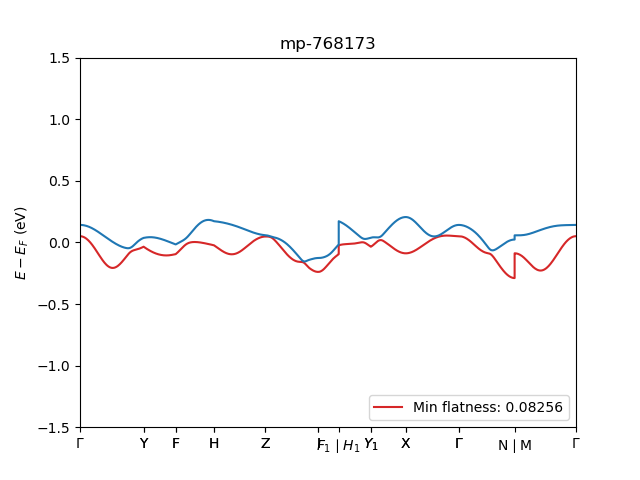 mp-768173
1.5
1.0
0.5
0.0
−0.5
−1.0
−1.5
E − E_F (eV)
Min flatness: 0.08256
Γ Y F H Z F₁ | H₁ Y₁ X Γ N | M Γ